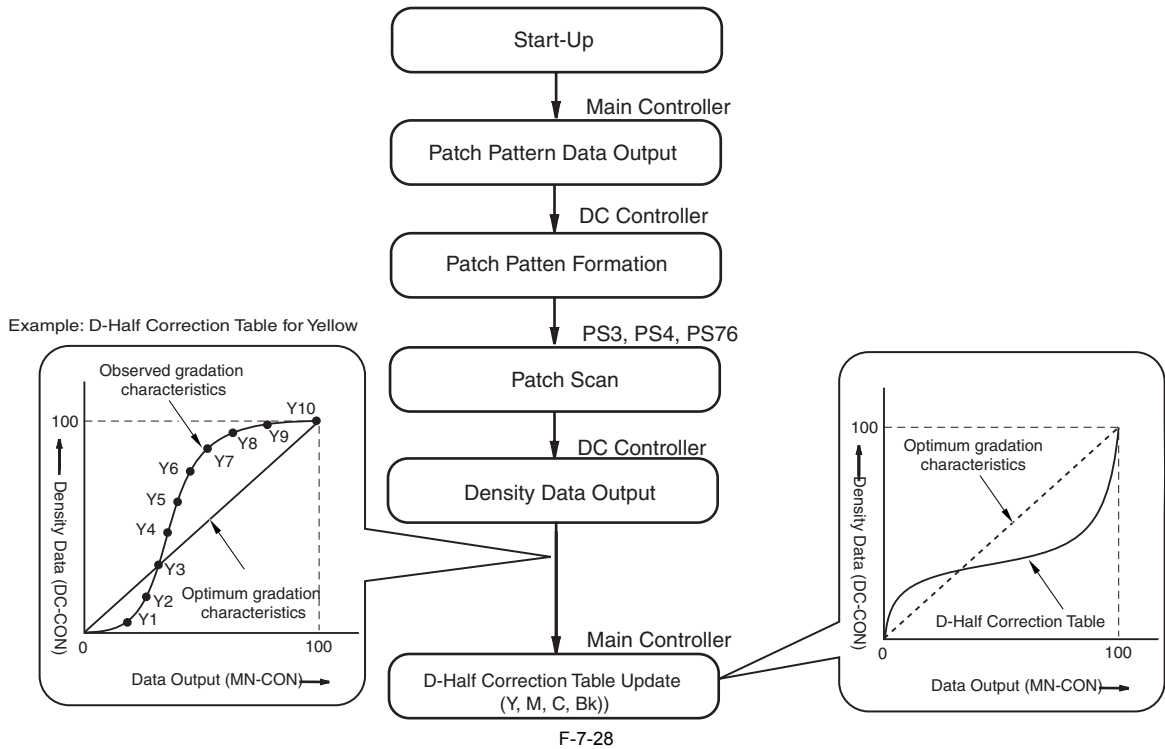 Start-Up
Main Controller
Patch Pattern Data Output
DC Controller
Patch Patten Formation
PS3, PS4, PS76
Patch Scan
DC Controller
Density Data Output
Main Controller
D-Half Correction Table Update
(Y, M, C, Bk))
Example: D-Half Correction Table for Yellow
Observed gradation
characteristics
Y10
100
Y9
Y8
Y7
Y6
Y5
Y4
Y3
Y2
Y1
Optimum gradation
characteristics
Density Data (DC-CON)
0
100
Data Output (MN-CON)
100
Optimum gradation
characteristics
D-Half Correction Table
Density Data (DC-CON)
0
100
Data Output (MN-CON)
F-7-28